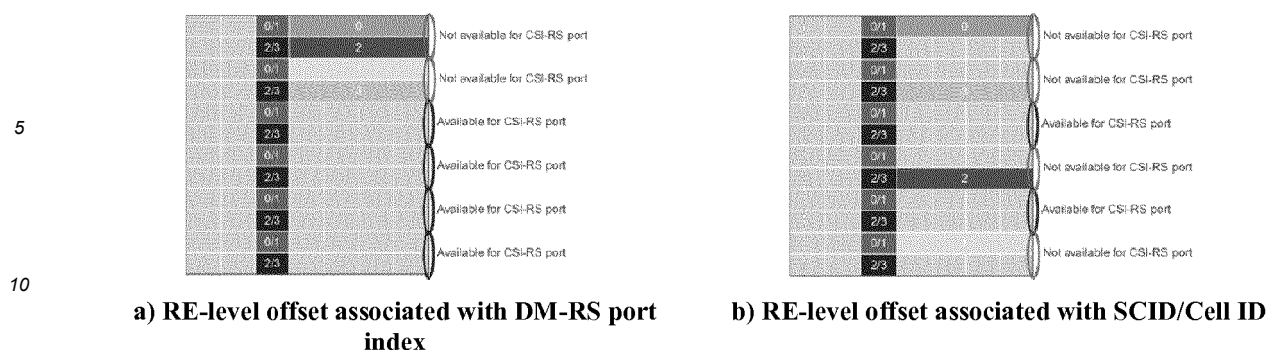 0/1 0 Not available for CSI-RS port
2/3 2
0/1 Not available for CSI-RS port
2/3
0/1 Available for CSI-RS port
2/3
0/1 Available for CSI-RS port
2/3
0/1 Available for CSI-RS port
2/3
0/1 Available for CSI-RS port
2/3
0/1 0 Not available for CSI-RS port
2/3
0/1 Not available for CSI-RS port
2/3
0/1 Available for CSI-RS port
2/3
0/1 Not available for CSI-RS port
2/3 2
0/1 Available for CSI-RS port
2/3
0/1 Not available for CSI-RS port
2/3
5
10
a) RE-level offset associated with DM-RS port
index
b) RE-level offset associated with SCID/Cell ID